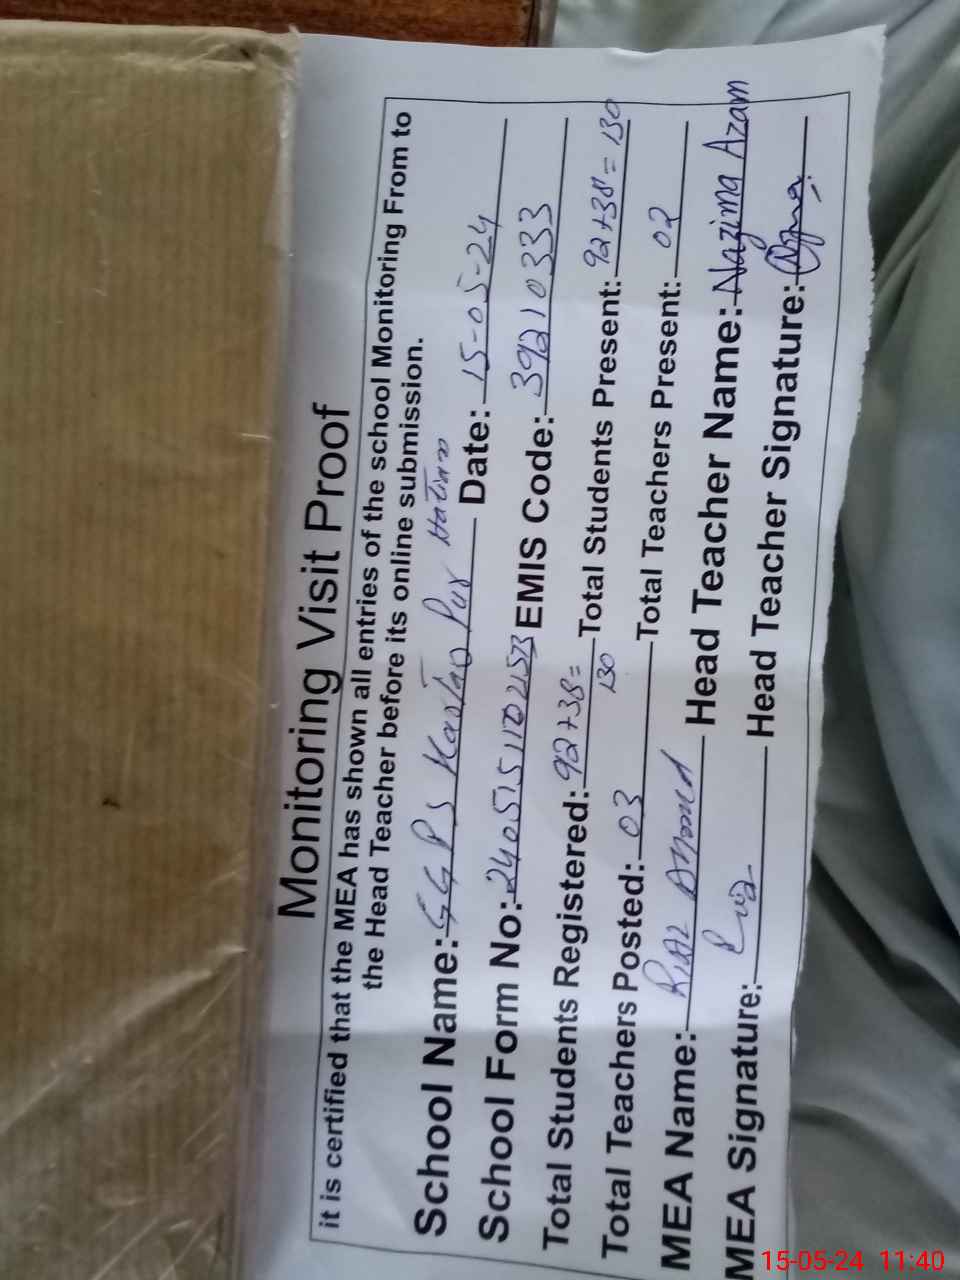 Monitoring Visit Proof
it is certified that the MEA has shown all entries of the school Monitoring From to
the Head Teacher before its online submission.
School Name: GGPS Kartar Pur Date: 15-05-24
School Form No: EMIS Code: 39210333
Total Students Registered: 92+38= 130 Total Students Present: 92+38=130
Total Teachers Posted: 03 Total Teachers Present: 02
MEA Name: Riaz Ahmed Head Teacher Name: Nazima Azam
MEA Signature: Head Teacher Signature:
15-05-24 11:40